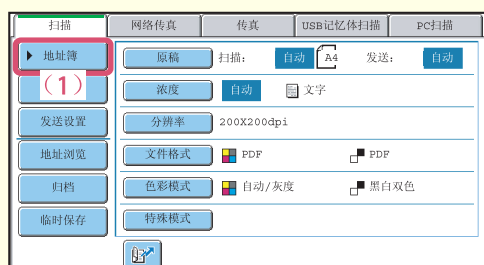 扫描 网络传真 传真 USB记忆体扫描 PC扫描
地址簿 原稿 扫描: 自动 A4 发送: 自动
(1) 浓度 自动 文字
发送设置 分辨率 200X200dpi
地址浏览 文件格式 PDF PDF
归档 色彩模式 自动/灰度 黑白双色
临时保存 特殊模式